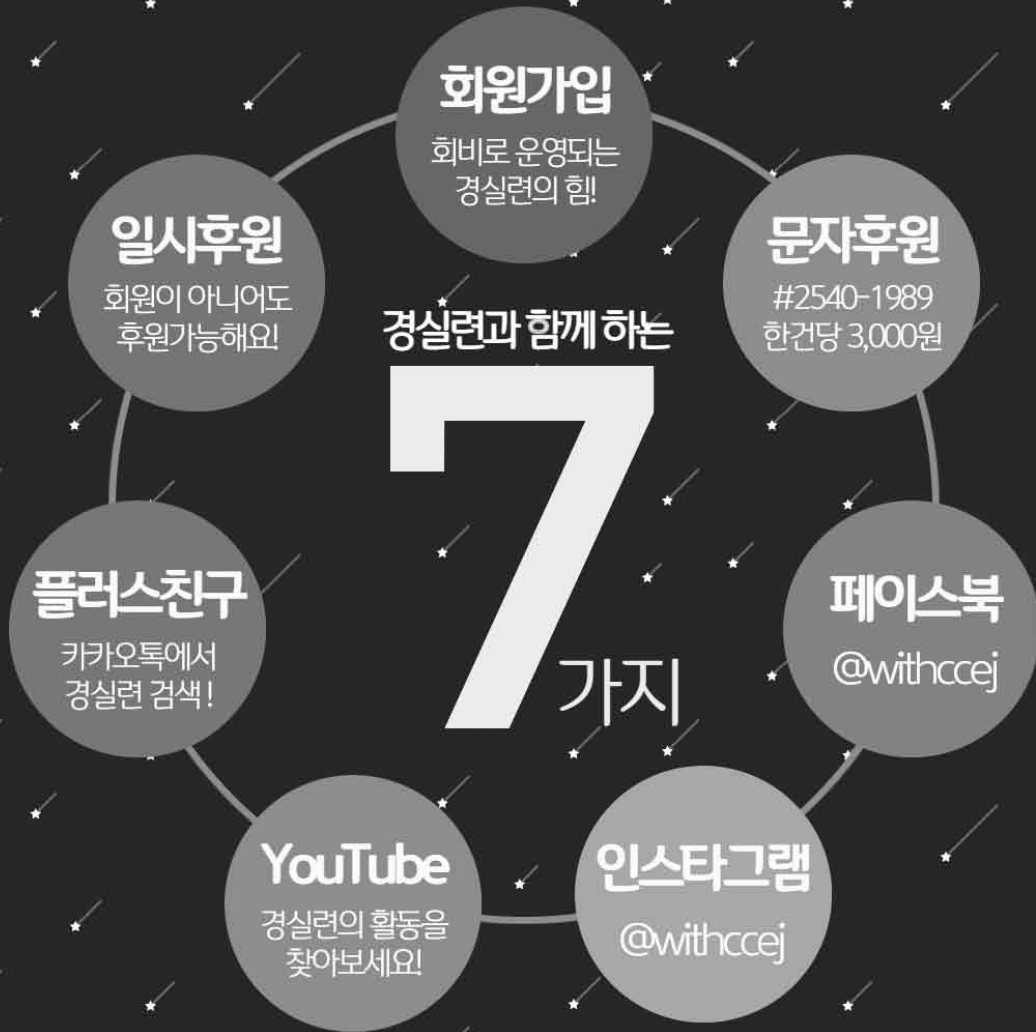 경실련과 함께 하는
7
가지
회원가입
회비로 운영되는
경실련의 힘!
문자후원
#2540-1989
한건당 3,000원
페이스북
@withccej
인스타그램
@withccej
YouTube
경실련의 활동을
찾아보세요!
플러스친구
카카오톡에서
경실련 검색!
일시후원
회원이 아니어도
후원가능해요!